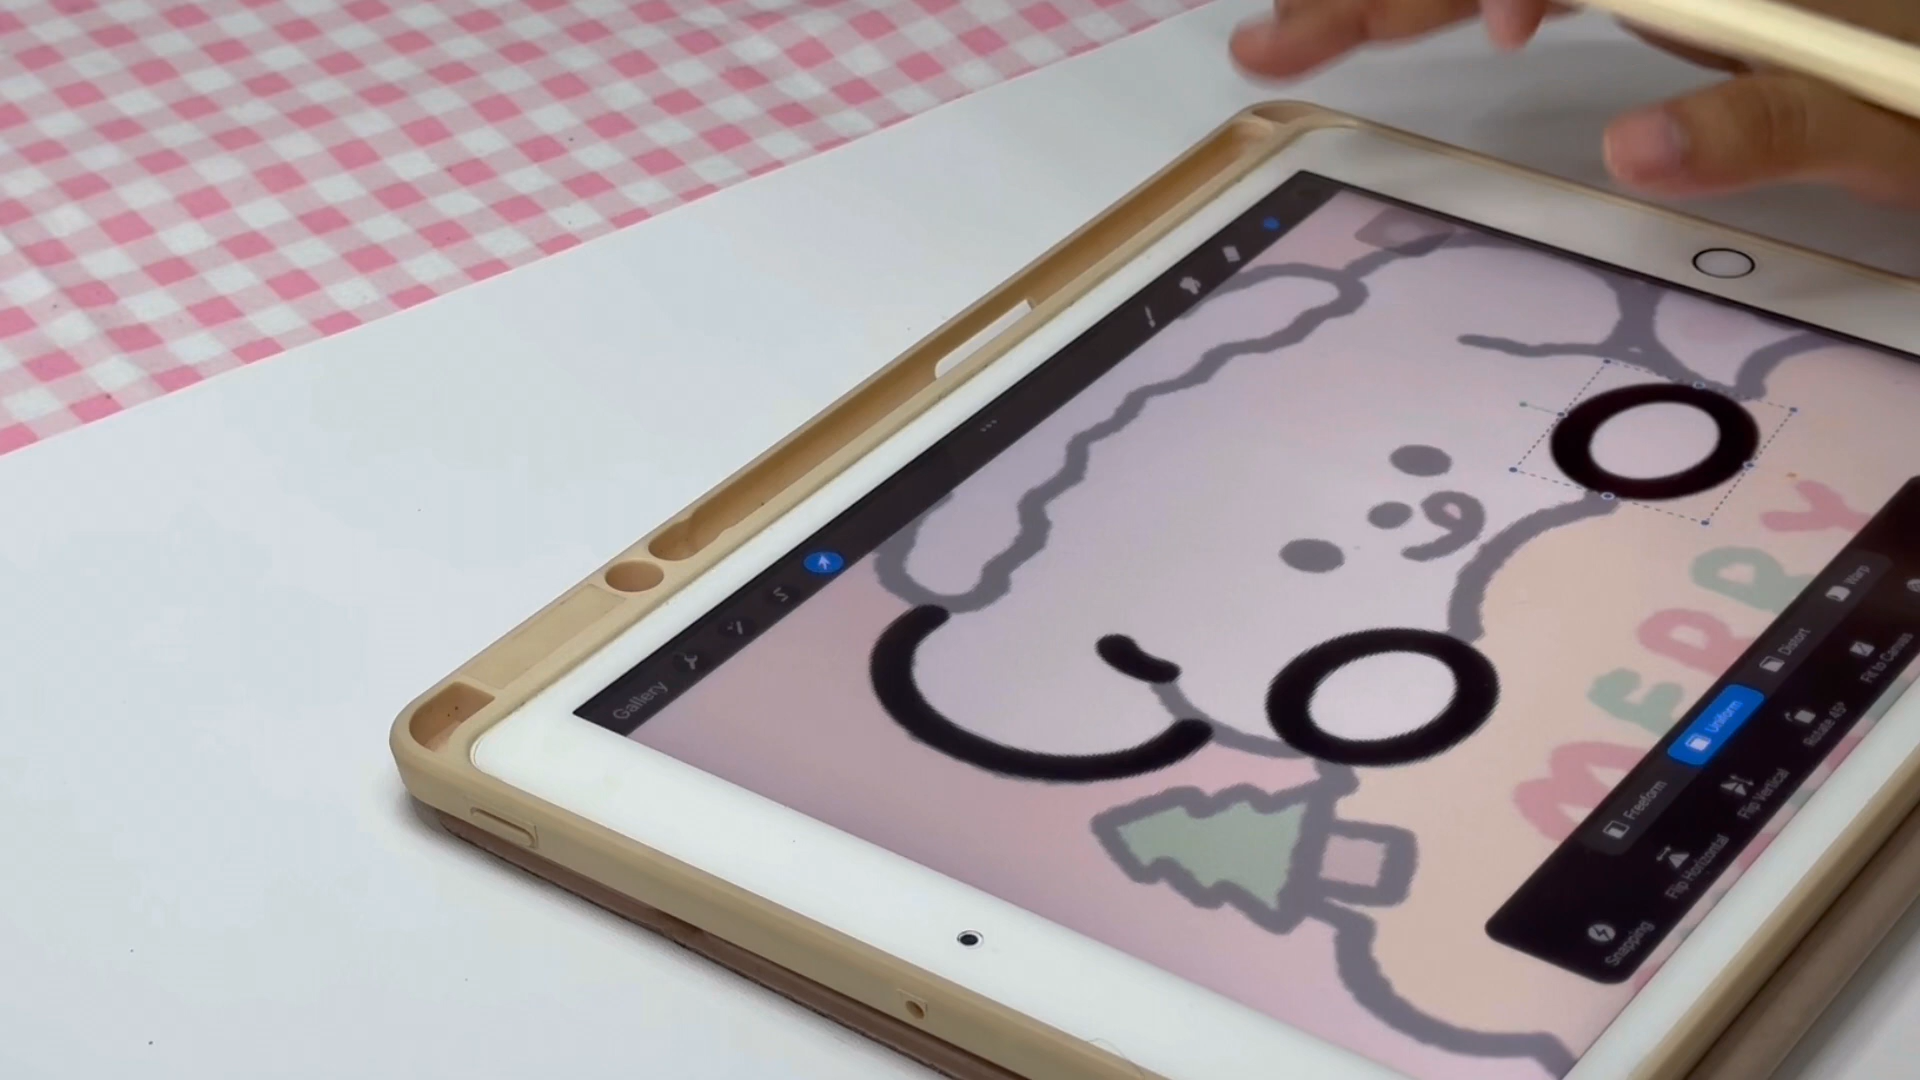 Gallery
MERRY
Freeform
Uniform
Distort
Warp
Snapping
Flip Horizontal
Flip Vertical
Rotate 45°
Fit to Canvas